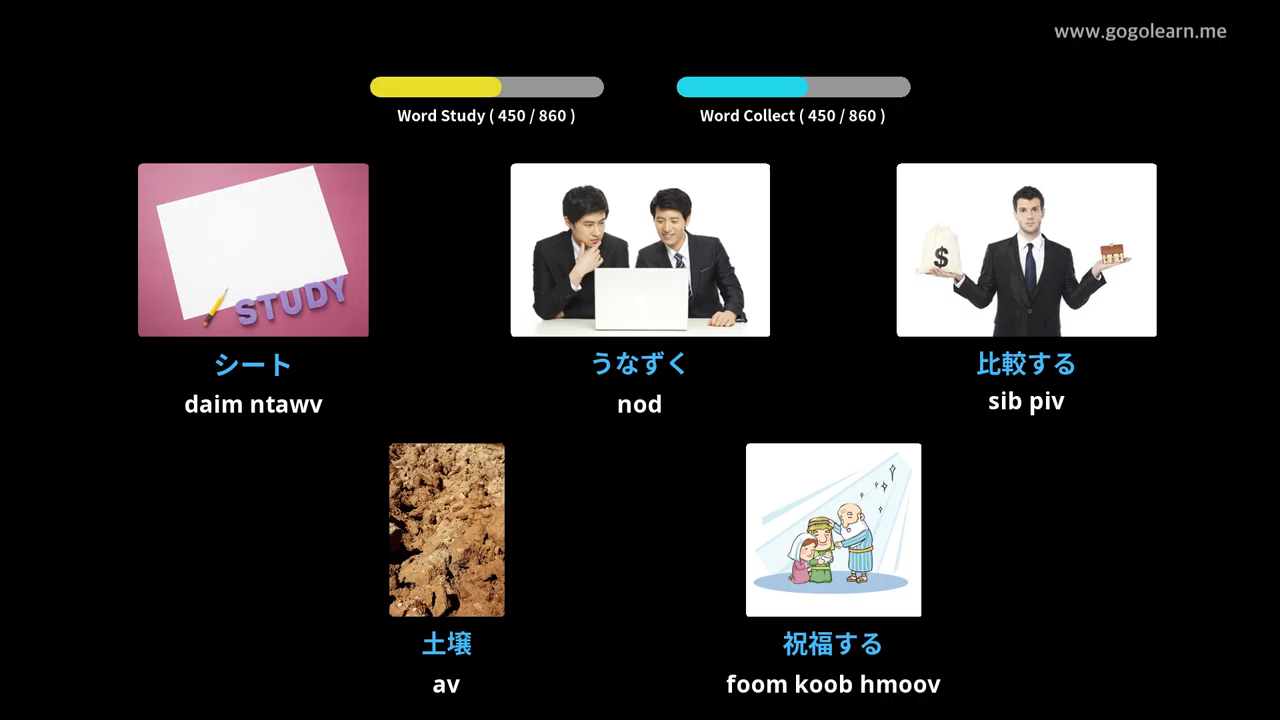 www.gogolearn.me
Word Study ( 450 / 860 )
Word Collect ( 450 / 860 )
STUDY
$
シート
daim ntawv
うなずく
nod
比較する
sib piv
土壌
av
祝福する
foom koob hmoov